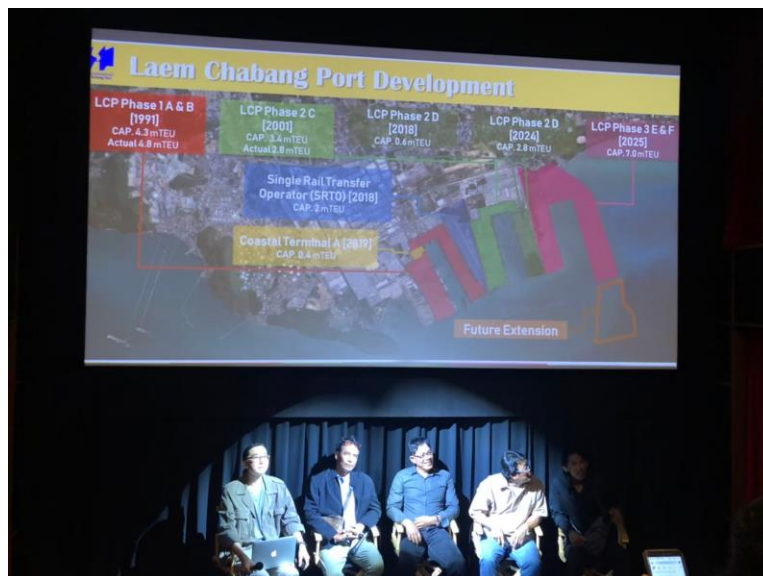 Laem Chabang Port Development
LCP Phase 1 A & B
[1991]
CAP. 4.3 mTEU
Actual 4.8 mTEU
LCP Phase 2 C
[2001]
CAP. 3.4 mTEU
Actual 2.8 mTEU
LCP Phase 2 D
[2018]
CAP. 0.6 mTEU
LCP Phase 2 D
[2024]
CAP. 2.8 mTEU
LCP Phase 3 E & F
[2025]
CAP. 7.0 mTEU
Single Rail Transfer
Operator (SRTO) [2018]
CAP. 2 mTEU
Coastal Terminal A [2019]
CAP. 0.4 mTEU
Future Extension